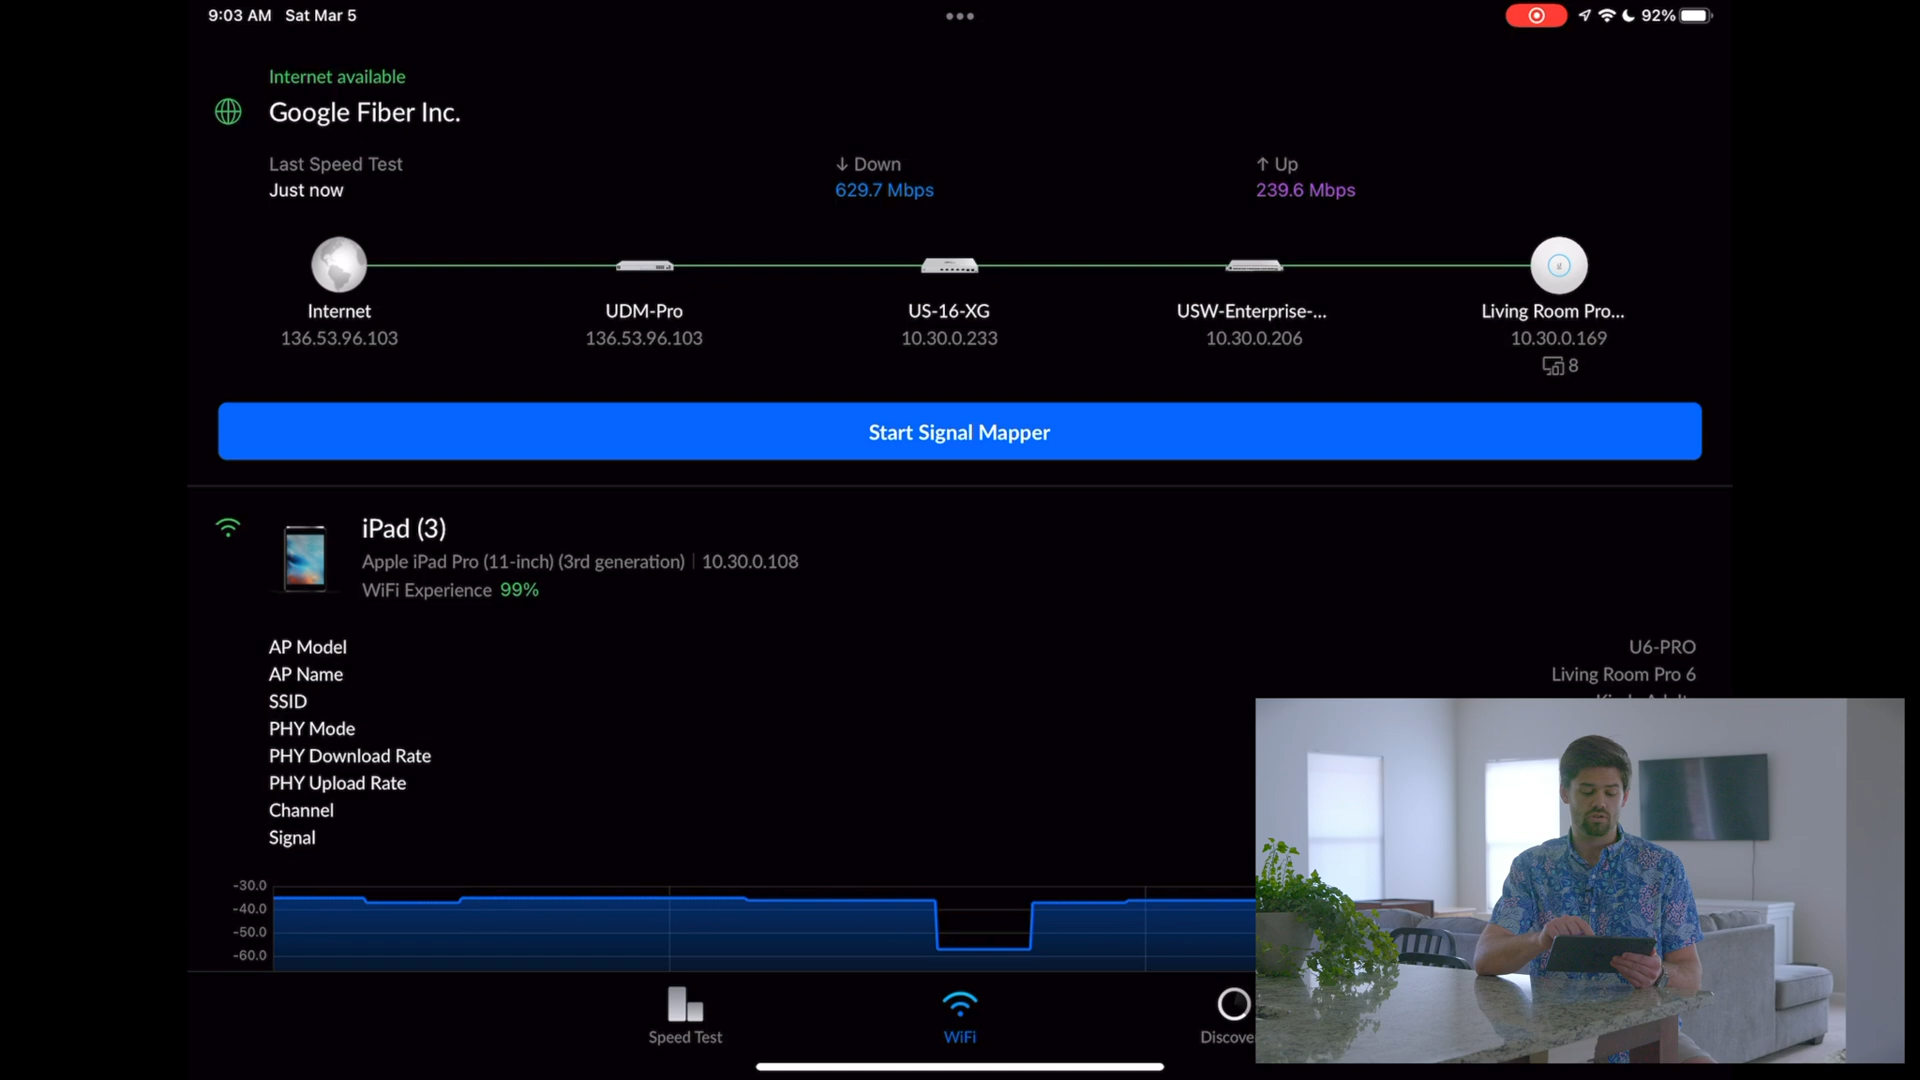 9:03 AM Sat Mar 5
92%
Internet available
Google Fiber Inc.
Last Speed Test
↓ Down
↑ Up
Just now
629.7 Mbps
239.6 Mbps
Internet
UDM-Pro
US-16-XG
USW-Enterprise-...
Living Room Pro...
136.53.96.103
136.53.96.103
10.30.0.233
10.30.0.206
10.30.0.169
8
Start Signal Mapper
iPad (3)
Apple iPad Pro (11-inch) (3rd generation) | 10.30.0.108
WiFi Experience 99%
AP Model
U6-PRO
AP Name
Living Room Pro 6
SSID
PHY Mode
PHY Download Rate
PHY Upload Rate
Channel
Signal
-30.0
-40.0
-50.0
-60.0
Speed Test
WiFi
Discove